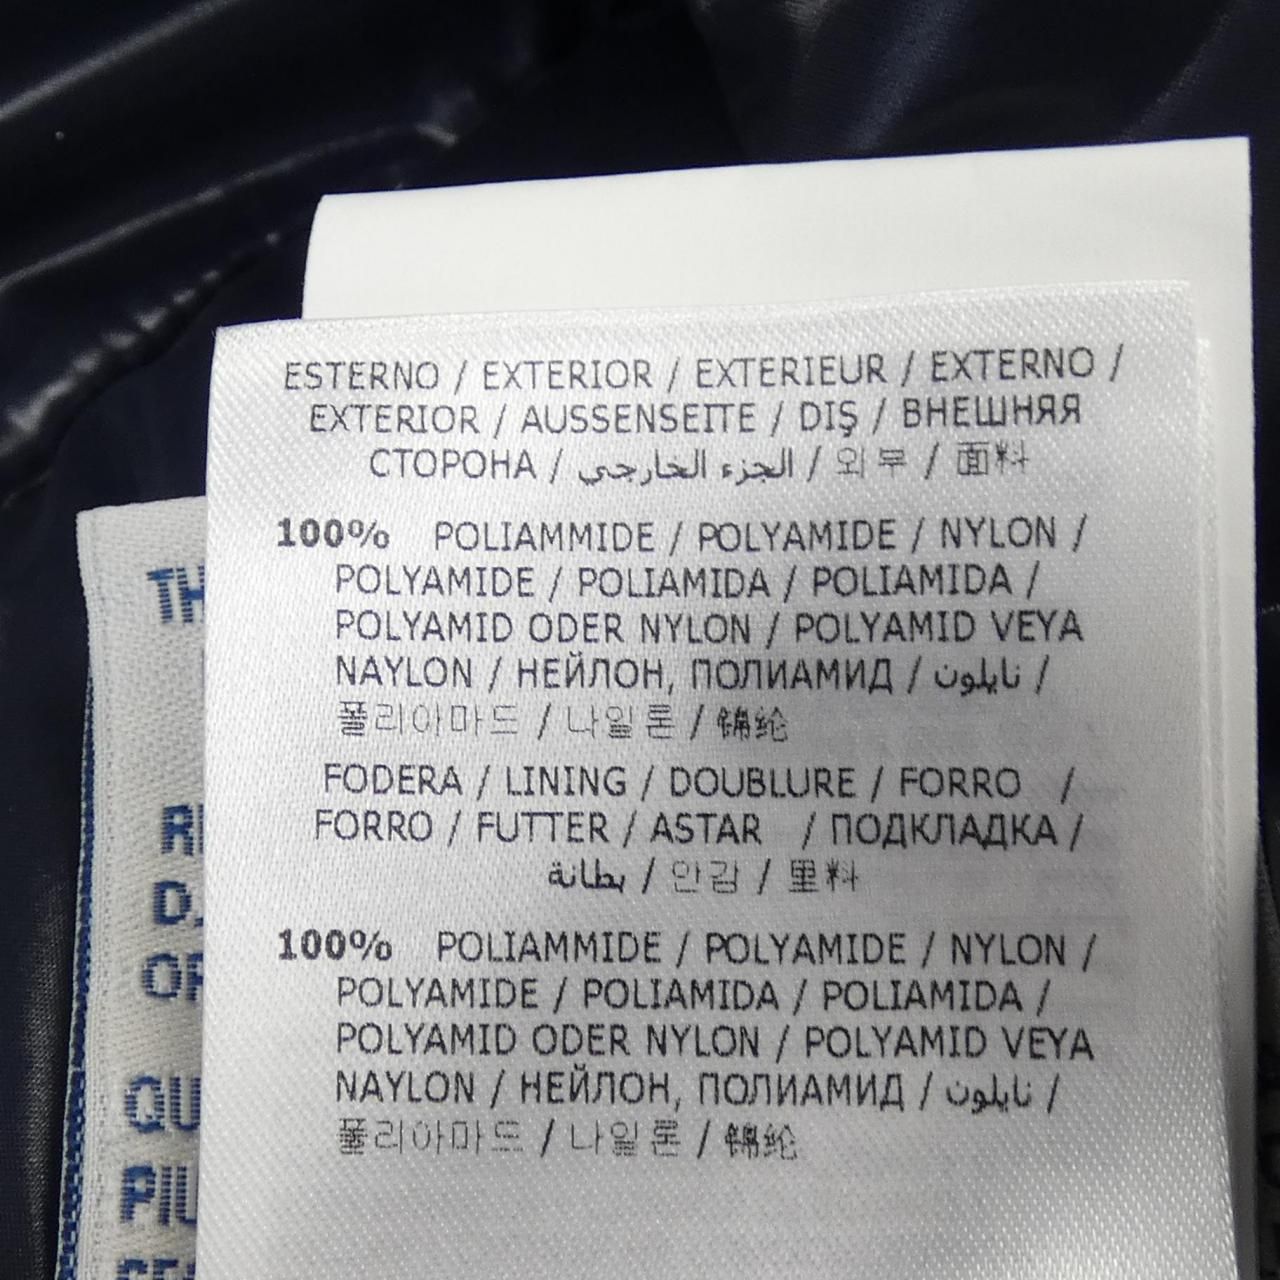 ESTERNO / EXTERIOR / EXTERIEUR / EXTERNO /
EXTERIOR / AUSSENSEITE / DIŞ / ВНЕШНЯЯ
СТОРОНА / الجزء الخارجي / 외부 / 面料
100% POLIAMMIDE / POLYAMIDE / NYLON /
POLYAMIDE / POLIAMIDA / POLIAMIDA /
POLYAMID ODER NYLON / POLYAMID VEYA
NAYLON / НЕЙЛОН, ПОЛИАМИД / نايلون /
폴리아마드 / 나일론 / 锦纶
FODERA / LINING / DOUBLURE / FORRO /
FORRO / FUTTER / ASTAR / ПОДКЛАДКА /
بطانة / 안감 / 里料
100% POLIAMMIDE / POLYAMIDE / NYLON /
POLYAMIDE / POLIAMIDA / POLIAMIDA /
POLYAMID ODER NYLON / POLYAMID VEYA
NAYLON / НЕЙЛОН, ПОЛИАМИД / نايلون /
폴리아마드 / 나일론 / 锦纶